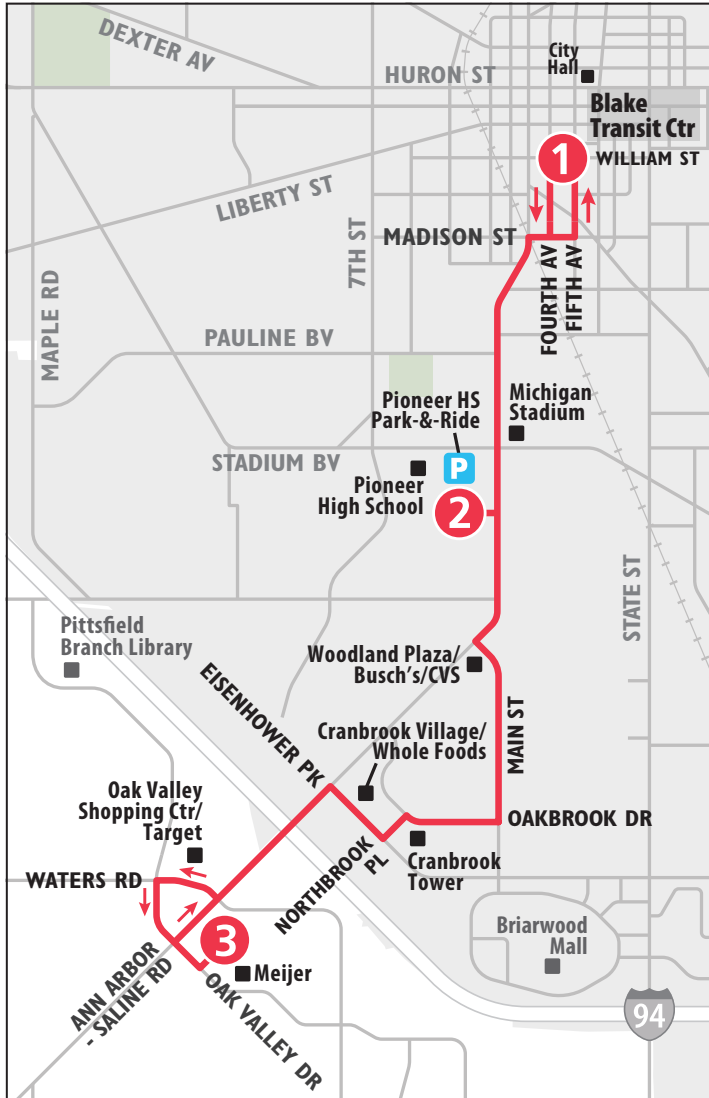 DEXTER AV
HURON ST
City
Hall
Blake
Transit Ctr
1
WILLIAM ST
LIBERTY ST
MADISON ST
7TH ST
FOURTH AV
FIFTH AV
MAPLE RD
PAULINE BV
Pioneer HS
Park-&-Ride
Michigan
Stadium
STADIUM BV
P
Pioneer
High School
2
STATE ST
Pittsfield
Branch Library
Woodland Plaza/
Busch's/CVS
EISENHOWER PK
MAIN ST
Cranbrook Village/
Whole Foods
Oak Valley
Shopping Ctr/
Target
OAKBROOK DR
WATERS RD
NORTHBROOK
PL
Cranbrook
Tower
Briarwood
Mall
3
ANN ARBOR
- SALINE RD
Meijer
OAK VALLEY DR
94